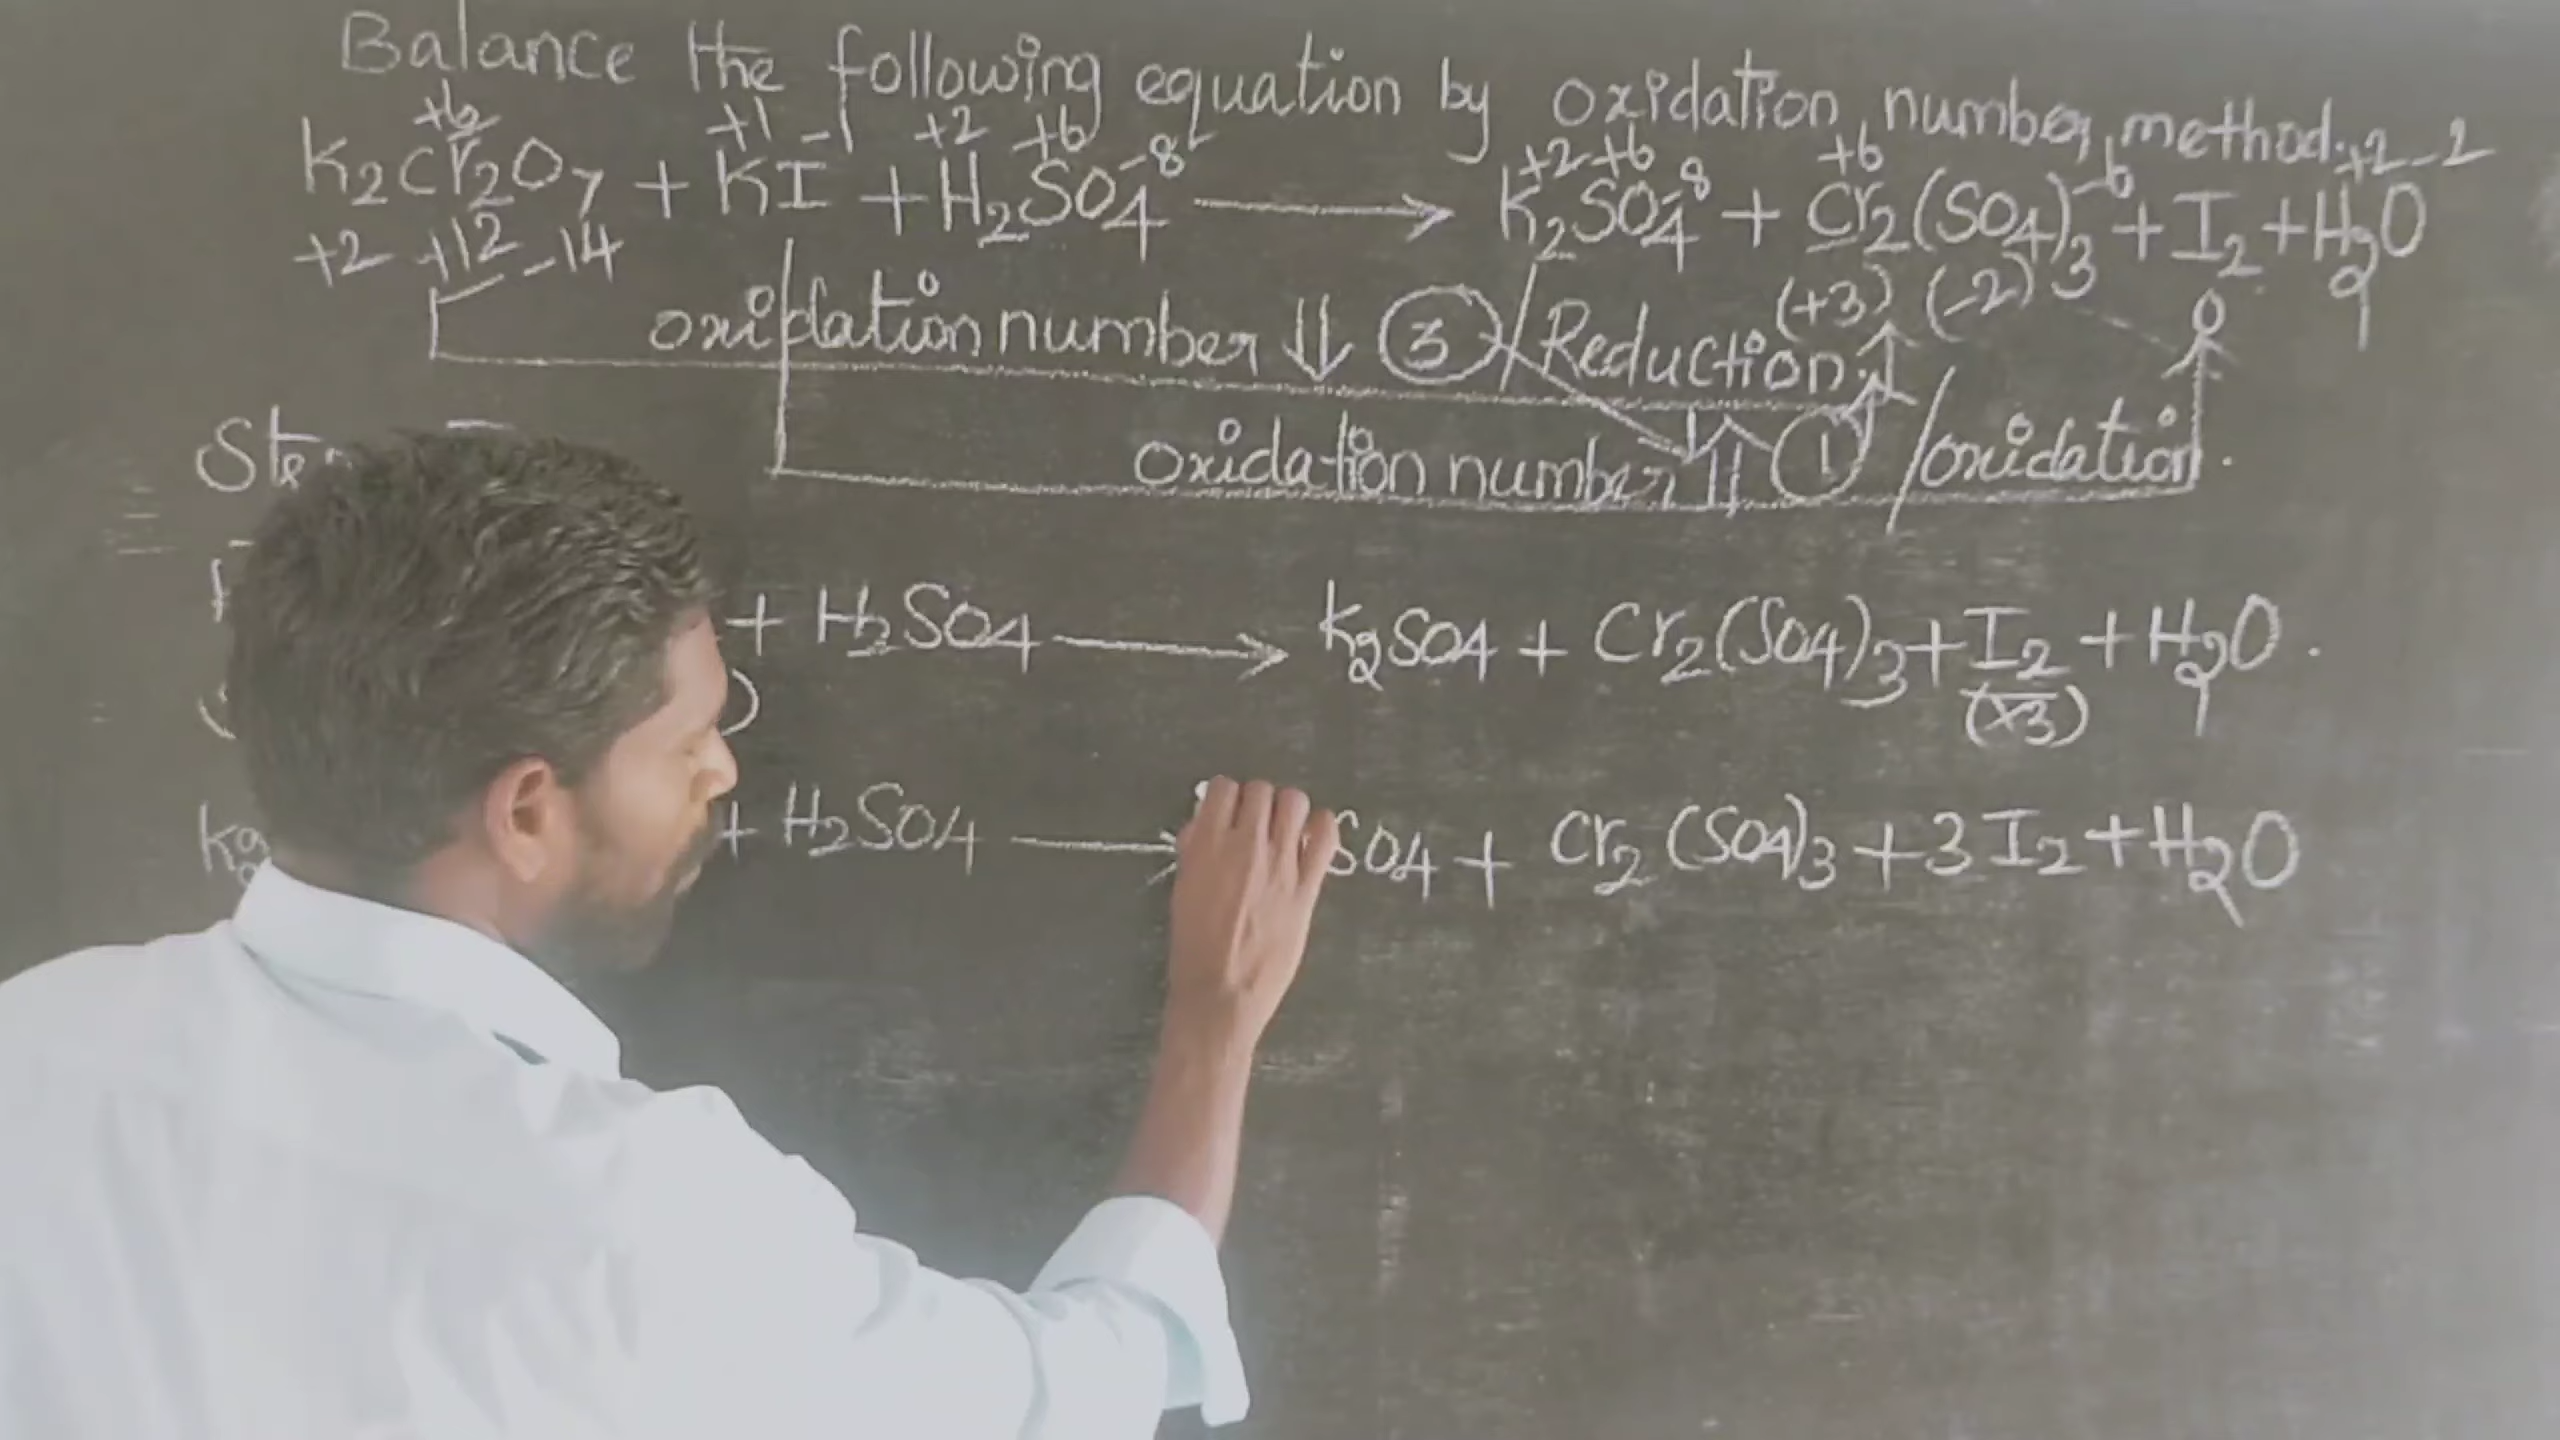 Balance the following equation by oxidation number method.
+6 +1 -1 +2 +6 -8 +2 +6 -8 +6 -6 +2 -2
K2Cr2O7 + KI + H2SO4 → K2SO4 + Cr2(SO4)3 + I2 + H2O
+2 +12 -14 (+3) (-2)3 0
oxidation number ↓ 3 / Reduction.
oxidation number ↑ 1 / oxidation.
+ H2SO4 → K2SO4 + Cr2(SO4)3 + I2 + H2O.
) (x3)
K2 + H2SO4 → SO4 + Cr2(SO4)3 + 3I2 + H2O